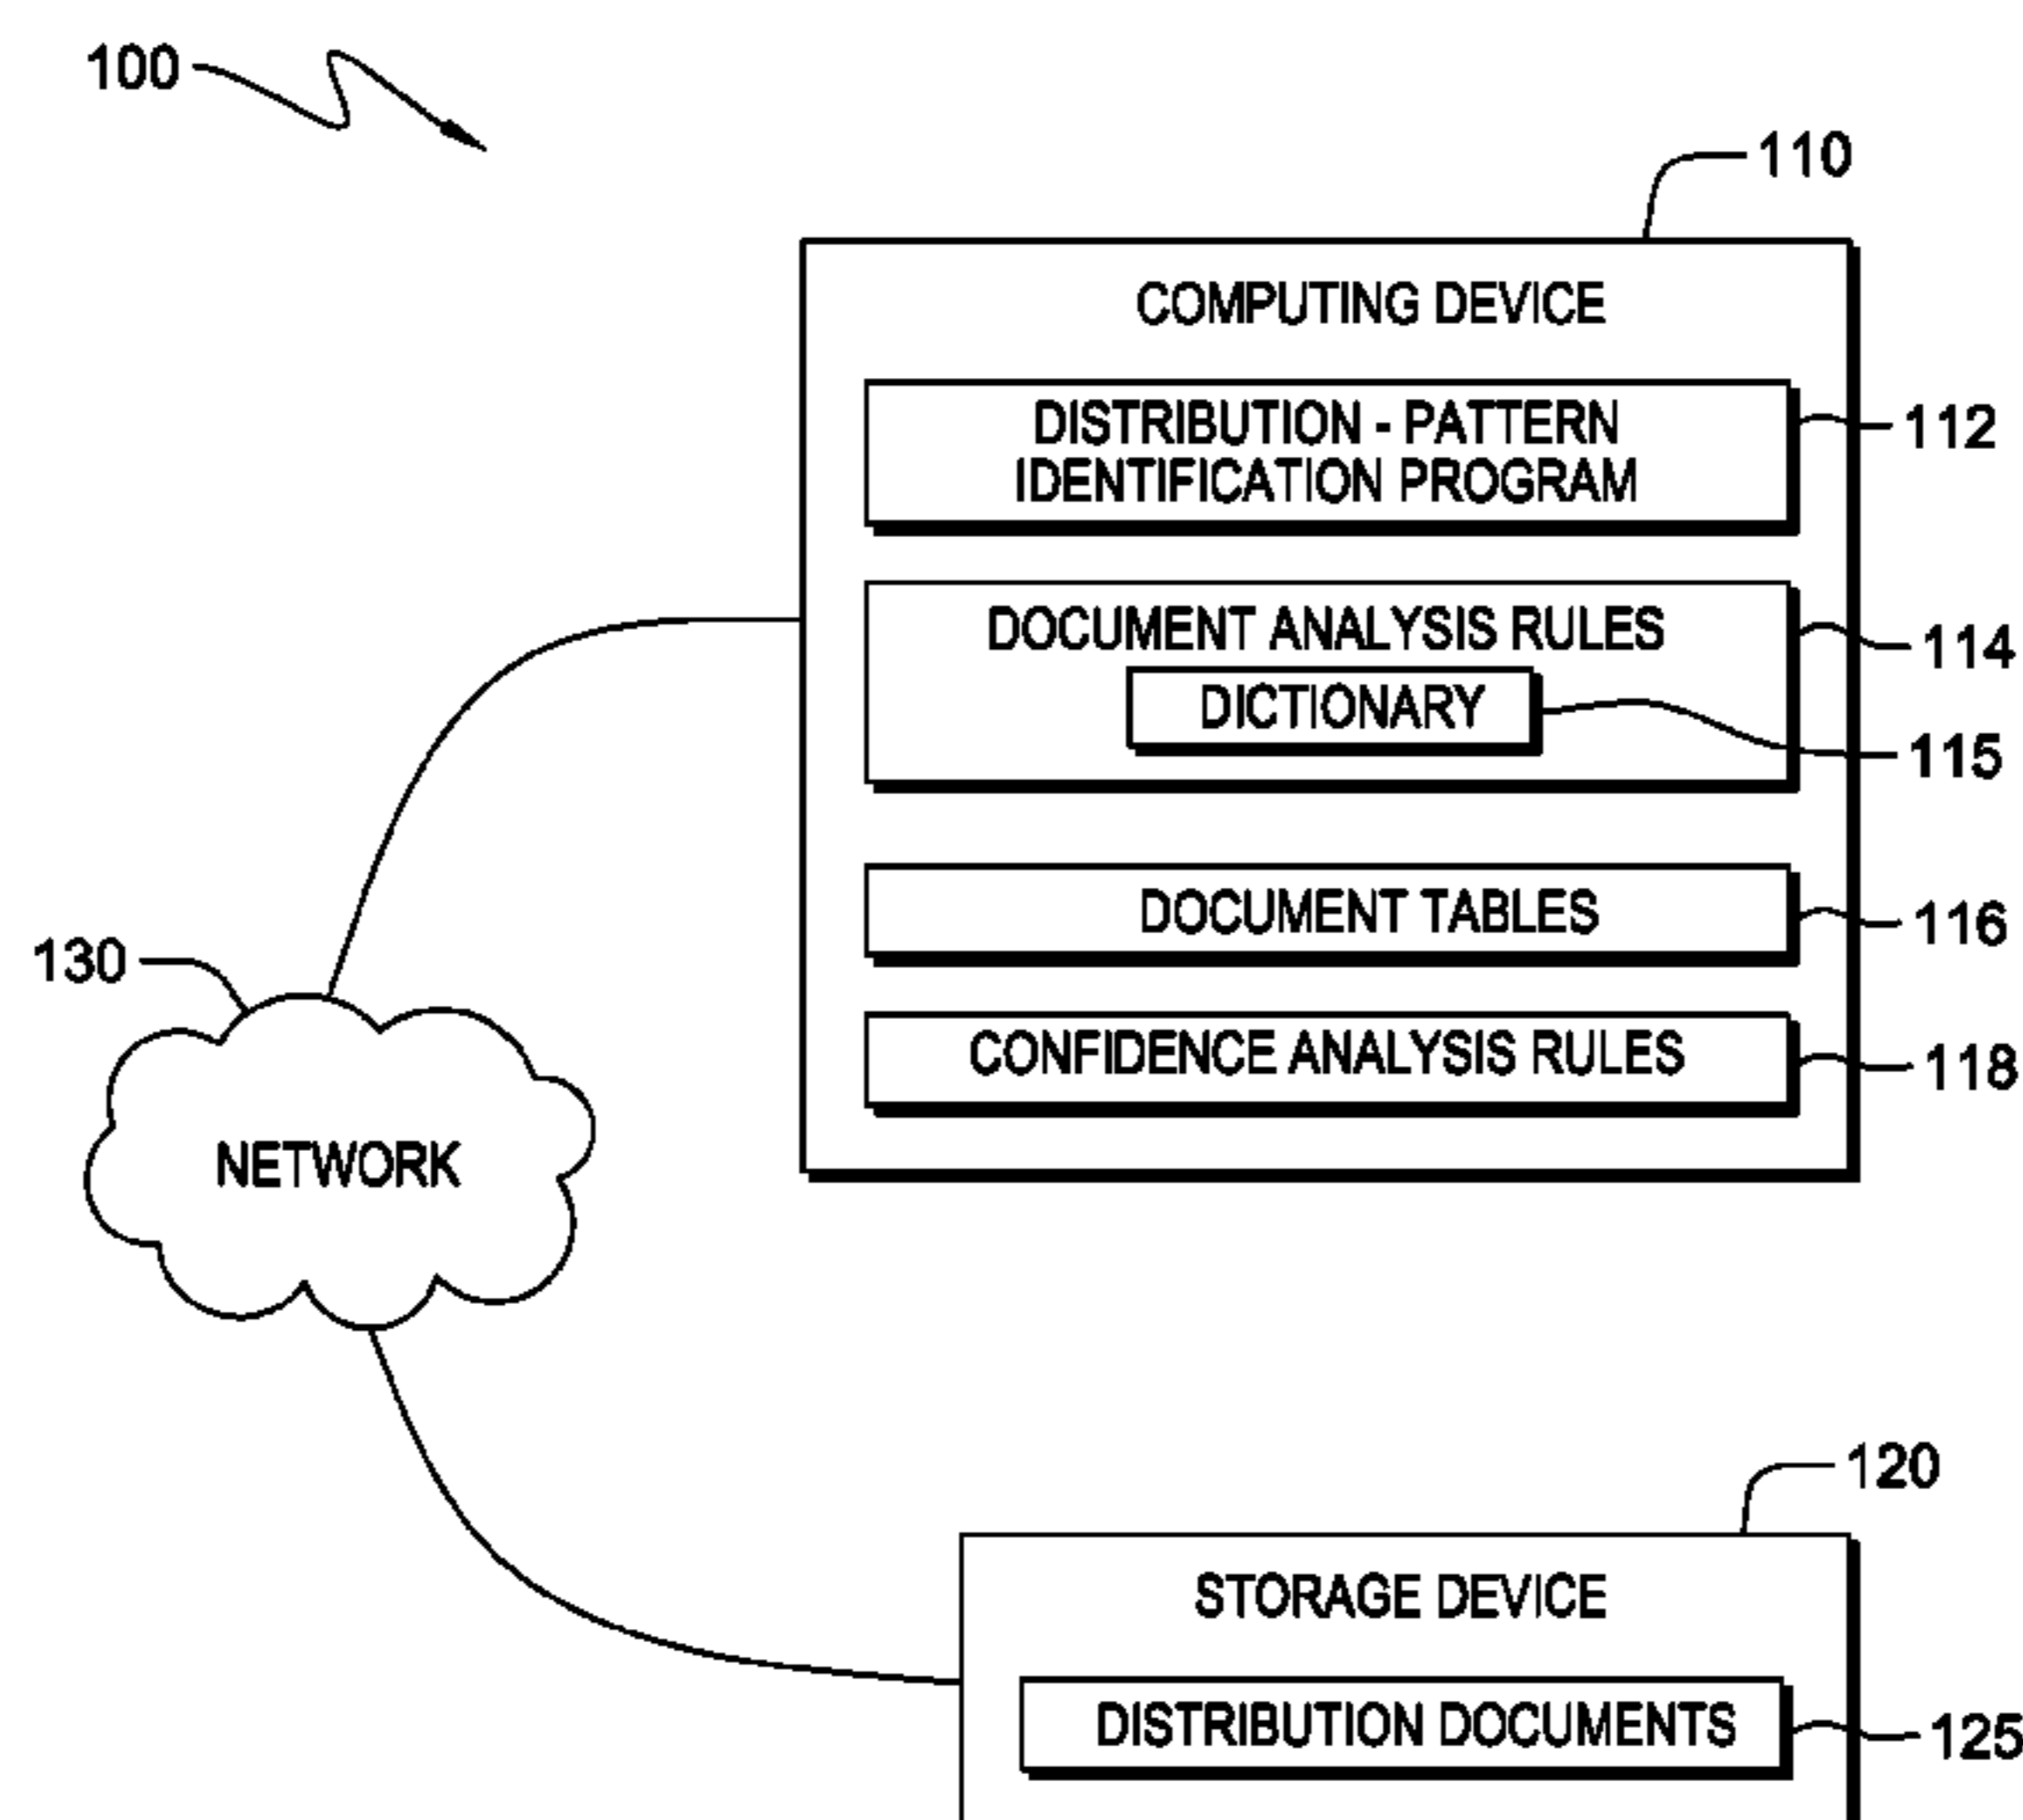 100
110
COMPUTING DEVICE
DISTRIBUTION - PATTERN
IDENTIFICATION PROGRAM
112
DOCUMENT ANALYSIS RULES
114
DICTIONARY
115
DOCUMENT TABLES
116
130
CONFIDENCE ANALYSIS RULES
118
NETWORK
120
STORAGE DEVICE
DISTRIBUTION DOCUMENTS
125